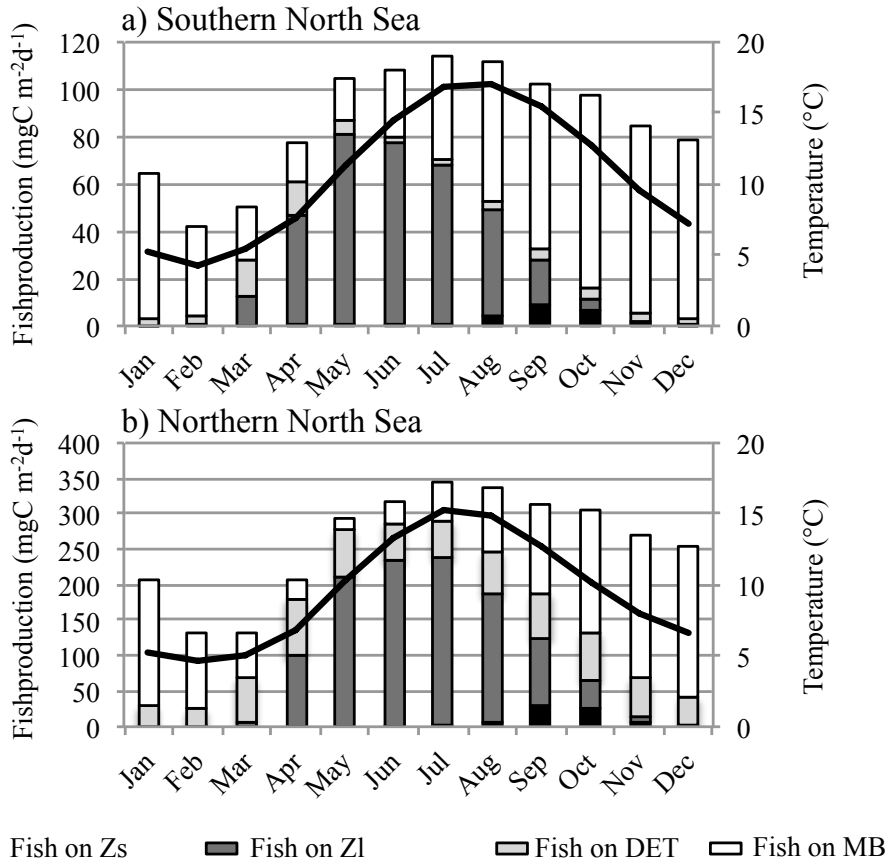 a) Southern North Sea
Fishproduction (mgC m-2d-1)
120
100
80
60
40
20
0
20
15
10
5
0
Temperature (°C)
Jan Feb Mar Apr May Jun Jul Aug Sep Oct Nov Dec
b) Northern North Sea
Fishproduction (mgC m-2d-1)
400
350
300
250
200
150
100
50
0
20
15
10
5
0
Temperature (°C)
Jan Feb Mar Apr May Jun Jul Aug Sep Oct Nov Dec
Fish on Zs Fish on Zl Fish on DET Fish on MB